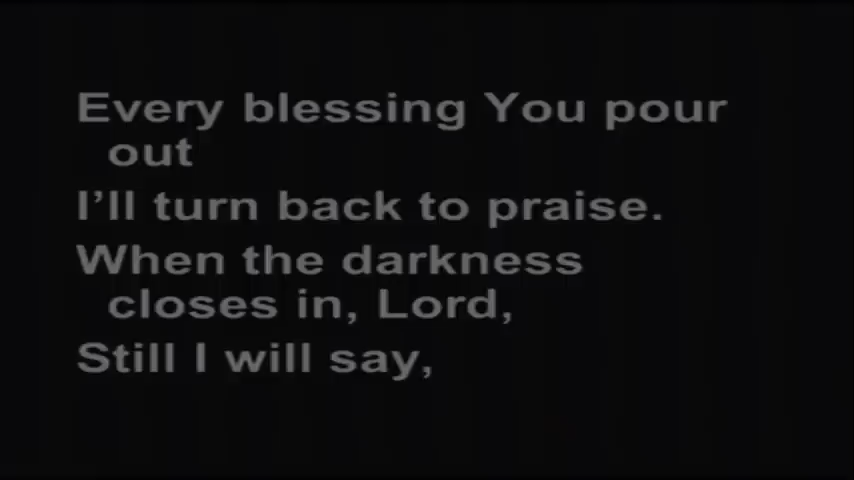 Every blessing You pour
out
I'll turn back to praise.
When the darkness
closes in, Lord,
Still I will say,